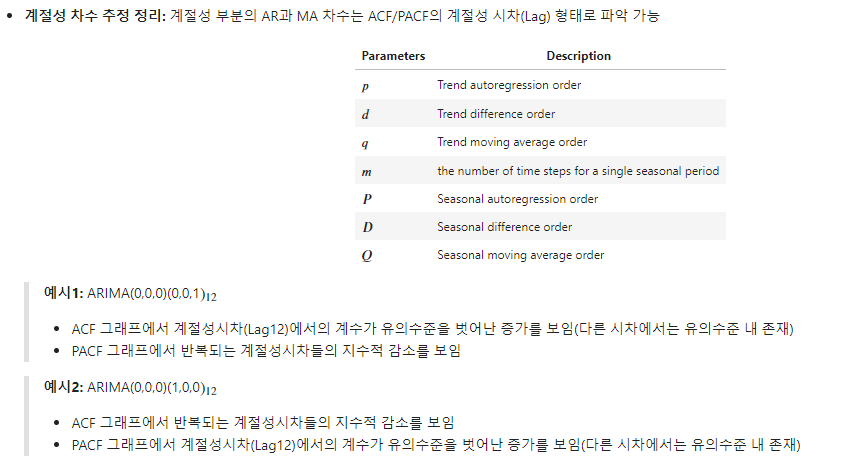 계절성 차수 추정 정리: 계절성 부분의 AR과 MA 차수는 ACF/PACF의 계절성 시차(Lag) 형태로 파악 가능
Parameters Description
p Trend autoregression order
d Trend difference order
q Trend moving average order
m the number of time steps for a single seasonal period
P Seasonal autoregression order
D Seasonal difference order
Q Seasonal moving average order
예시1: ARIMA(0,0,0)(0,0,1)12
ACF 그래프에서 계절성시차(Lag12)에서의 계수가 유의수준을 벗어난 증가를 보임(다른 시차에서는 유의수준 내 존재)
PACF 그래프에서 반복되는 계절성시차들의 지수적 감소를 보임
예시2: ARIMA(0,0,0)(1,0,0)12
ACF 그래프에서 반복되는 계절성시차들의 지수적 감소를 보임
PACF 그래프에서 계절성시차(Lag12)에서의 계수가 유의수준을 벗어난 증가를 보임(다른 시차에서는 유의수준 내 존재)